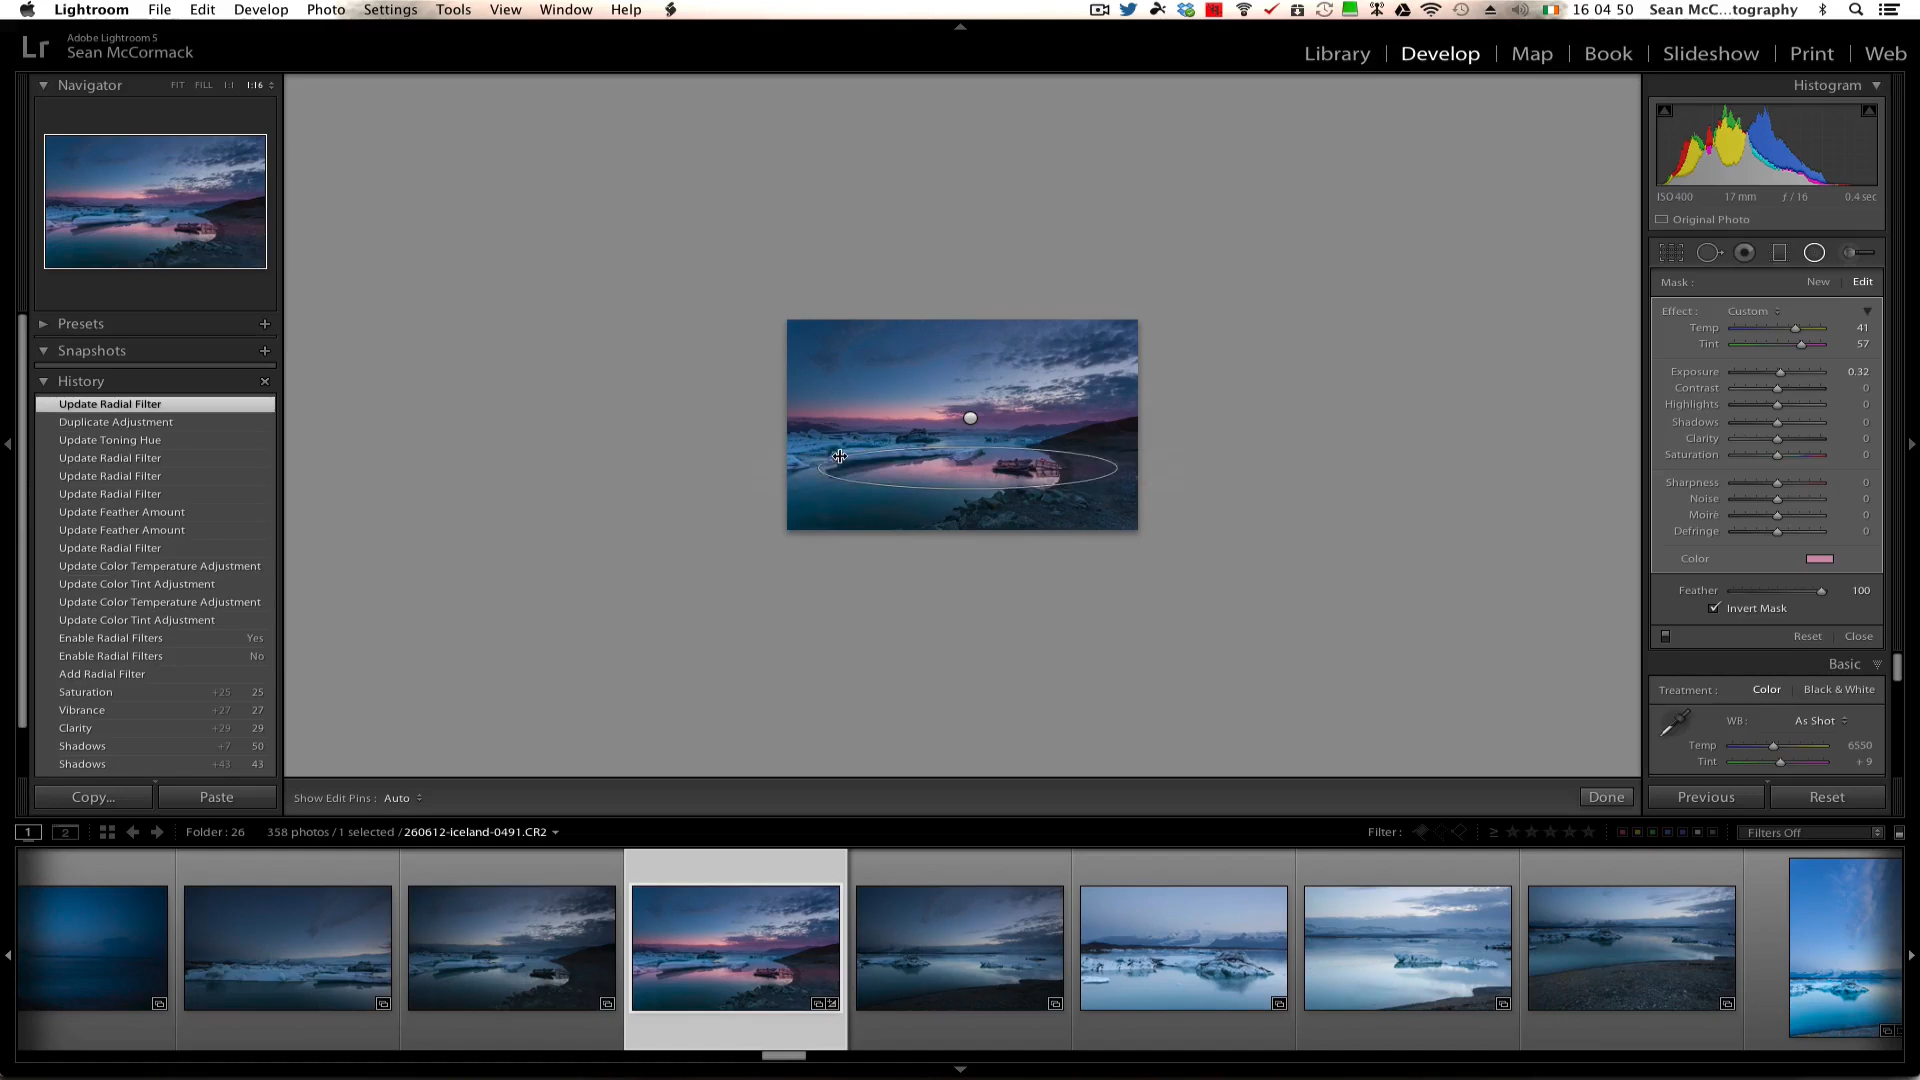 Lightroom File Edit Develop Photo Settings Tools View Window Help 16 04 50 Sean McC...tography
Lr Adobe Lightroom 5
Sean McCormack
Library | Develop | Map | Book | Slideshow | Print | Web
Navigator FIT FILL 1:1 1:16
Presets
Snapshots
History
Update Radial Filter
Duplicate Adjustment
Update Toning Hue
Update Radial Filter
Update Radial Filter
Update Radial Filter
Update Feather Amount
Update Feather Amount
Update Radial Filter
Update Color Temperature Adjustment
Update Color Tint Adjustment
Update Color Temperature Adjustment
Update Color Tint Adjustment
Enable Radial Filters Yes
Enable Radial Filters No
Add Radial Filter
Saturation +25 25
Vibrance +27 27
Clarity +29 29
Shadows +7 50
Shadows +43 43
Copy... Paste
Show Edit Pins : Auto
Done
Histogram
ISO 400 17 mm ƒ / 16 0.4 sec
Original Photo
Mask : New Edit
Effect : Custom
Temp 41
Tint 57
Exposure 0.32
Contrast 0
Highlights 0
Shadows 0
Clarity 0
Saturation 0
Sharpness 0
Noise 0
Moirè 0
Defringe 0
Color
Feather 100
Invert Mask
Reset Close
Basic
Treatment : Color | Black & White
WB : As Shot
Temp 6550
Tint + 9
Previous Reset
1 2 Folder : 26 358 photos / 1 selected / 260612-iceland-0491.CR2
Filter : ≥ Filters Off